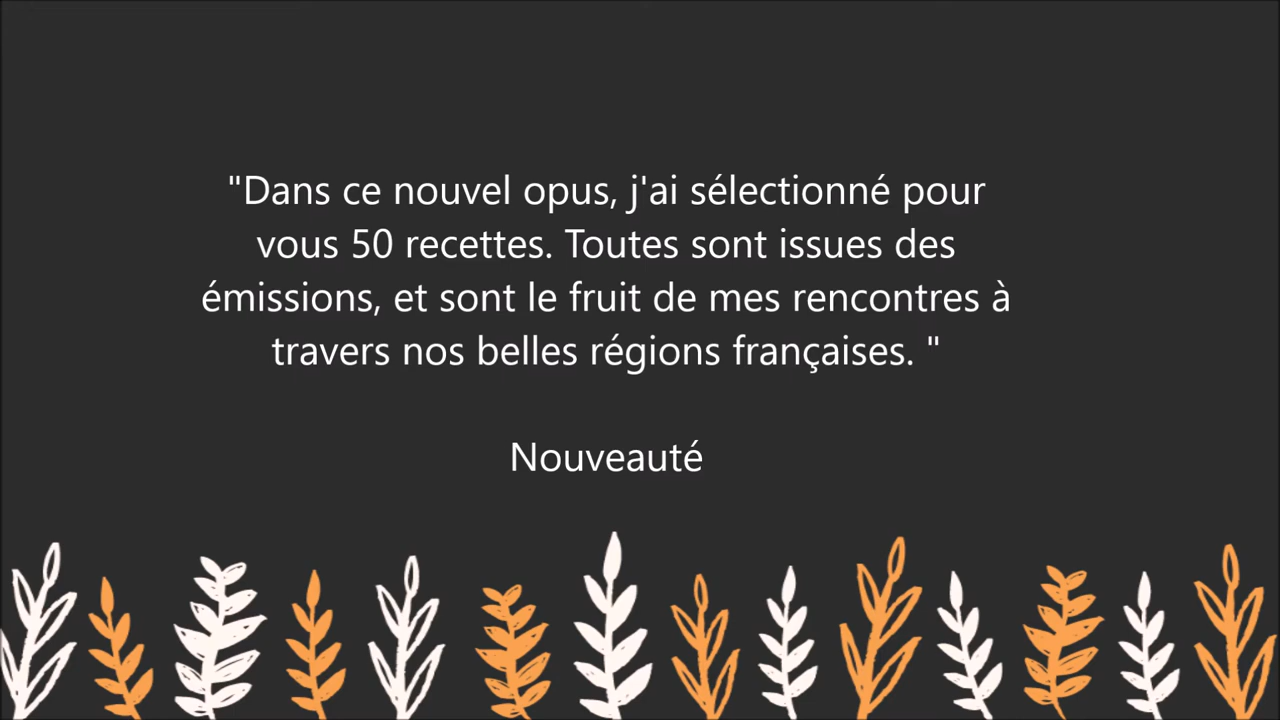 "Dans ce nouvel opus, j'ai sélectionné pour
vous 50 recettes. Toutes sont issues des
émissions, et sont le fruit de mes rencontres à
travers nos belles régions françaises. "
Nouveauté